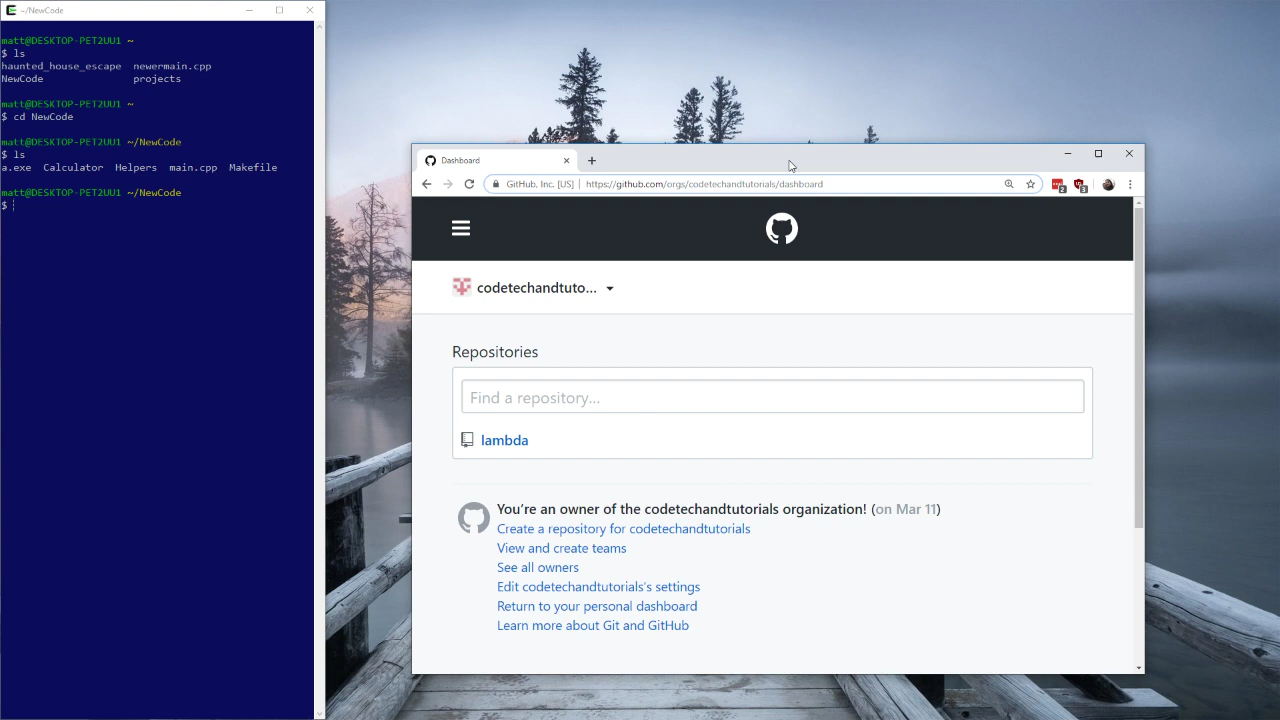 ~/NewCode
matt@DESKTOP-PET2UU1 ~
$ ls
haunted_house_escape newermain.cpp
NewCode projects
matt@DESKTOP-PET2UU1 ~
$ cd NewCode
matt@DESKTOP-PET2UU1 ~/NewCode
$ ls
a.exe Calculator Helpers main.cpp Makefile
matt@DESKTOP-PET2UU1 ~/NewCode
$
Dashboard
GitHub, Inc. [US] | https://github.com/orgs/codetechandtutorials/dashboard
2
3
codetechandtuto...
Repositories
Find a repository...
lambda
You're an owner of the codetechandtutorials organization! (on Mar 11)
Create a repository for codetechandtutorials
View and create teams
See all owners
Edit codetechandtutorials's settings
Return to your personal dashboard
Learn more about Git and GitHub